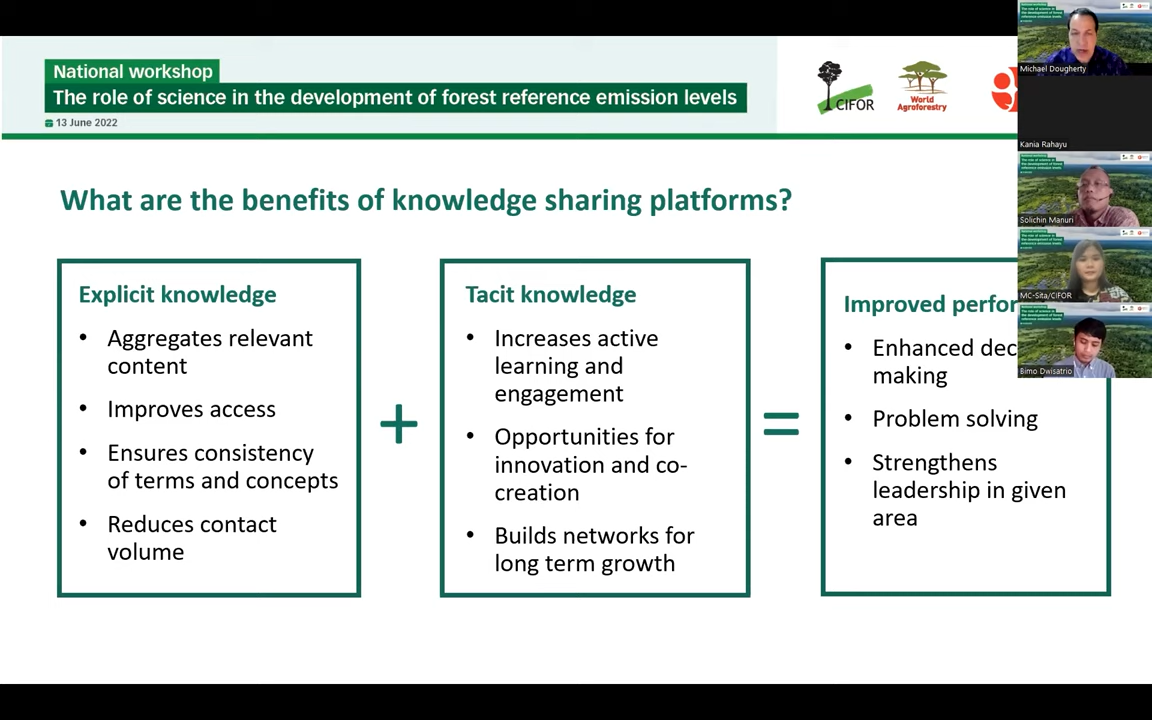 National workshop
The role of science in the development of forest reference emission levels
13 June 2022
CIFOR
World
Agroforestry
What are the benefits of knowledge sharing platforms?
Explicit knowledge
• Aggregates relevant
content
• Improves access
• Ensures consistency
of terms and concepts
• Reduces contact
volume
+
Tacit knowledge
• Increases active
learning and
engagement
• Opportunities for
innovation and co-
creation
• Builds networks for
long term growth
=
Improved perfor
• Enhanced dec
making
• Problem solving
• Strengthens
leadership in given
area
Michael Dougherty
Kania Rahayu
Solichin Manuri
MC-Sita/CIFOR
Bimo Dwisatrio